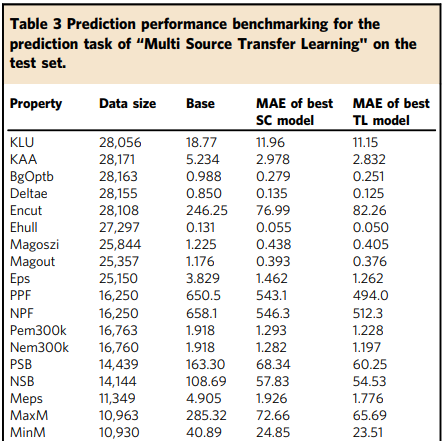 Table 3 Prediction performance benchmarking for the
prediction task of “Multi Source Transfer Learning" on the
test set.
Property Data size Base MAE of best MAE of best
SC model TL model
KLU 28,056 18.77 11.96 11.15
KAA 28,171 5.234 2.978 2.832
BgOptb 28,163 0.988 0.279 0.251
Deltae 28,155 0.850 0.135 0.125
Encut 28,108 246.25 76.99 82.26
Ehull 27,297 0.131 0.055 0.050
Magoszi 25,844 1.225 0.438 0.405
Magout 25,357 1.176 0.393 0.376
Eps 25,150 3.829 1.462 1.262
PPF 16,250 650.5 543.1 494.0
NPF 16,250 658.1 546.3 512.3
Pem300k 16,763 1.918 1.293 1.228
Nem300k 16,760 1.918 1.282 1.197
PSB 14,439 163.30 68.34 60.25
NSB 14,144 108.69 57.83 54.53
Meps 11,349 4.905 1.926 1.776
MaxM 10,963 285.32 72.66 65.69
MinM 10,930 40.89 24.85 23.51